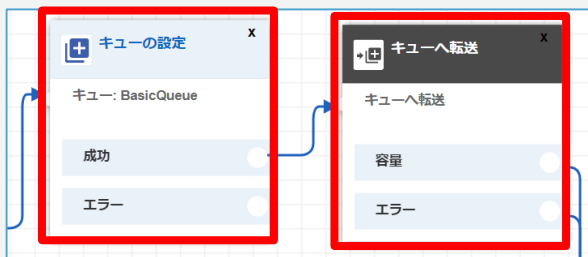 キューの設定
x
キュー: BasicQueue
成功
エラー
キューへ転送
x
キューへ転送
容量
エラー